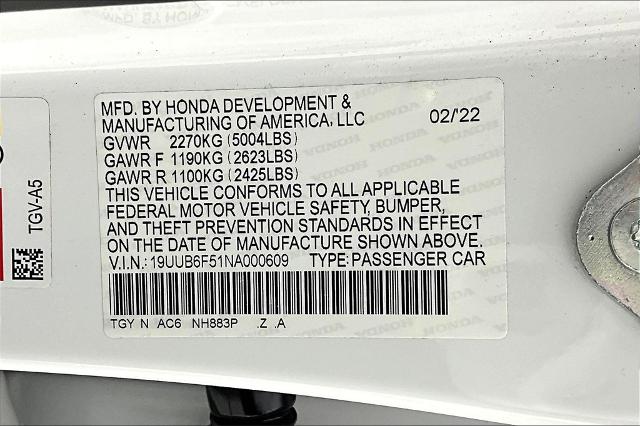 MFD. BY HONDA DEVELOPMENT &
MANUFACTURING OF AMERICA, LLC 02/'22
GVWR 2270KG (5004LBS)
GAWR F 1190KG (2623LBS)
GAWR R 1100KG (2425LBS)
THIS VEHICLE CONFORMS TO ALL APPLICABLE
FEDERAL MOTOR VEHICLE SAFETY, BUMPER,
AND THEFT PREVENTION STANDARDS IN EFFECT
ON THE DATE OF MANUFACTURE SHOWN ABOVE.
V.I.N.: 19UUB6F51NA000609 TYPE: PASSENGER CAR
TGY N AC6 NH883P .Z .A
TGV-A5
HONDA